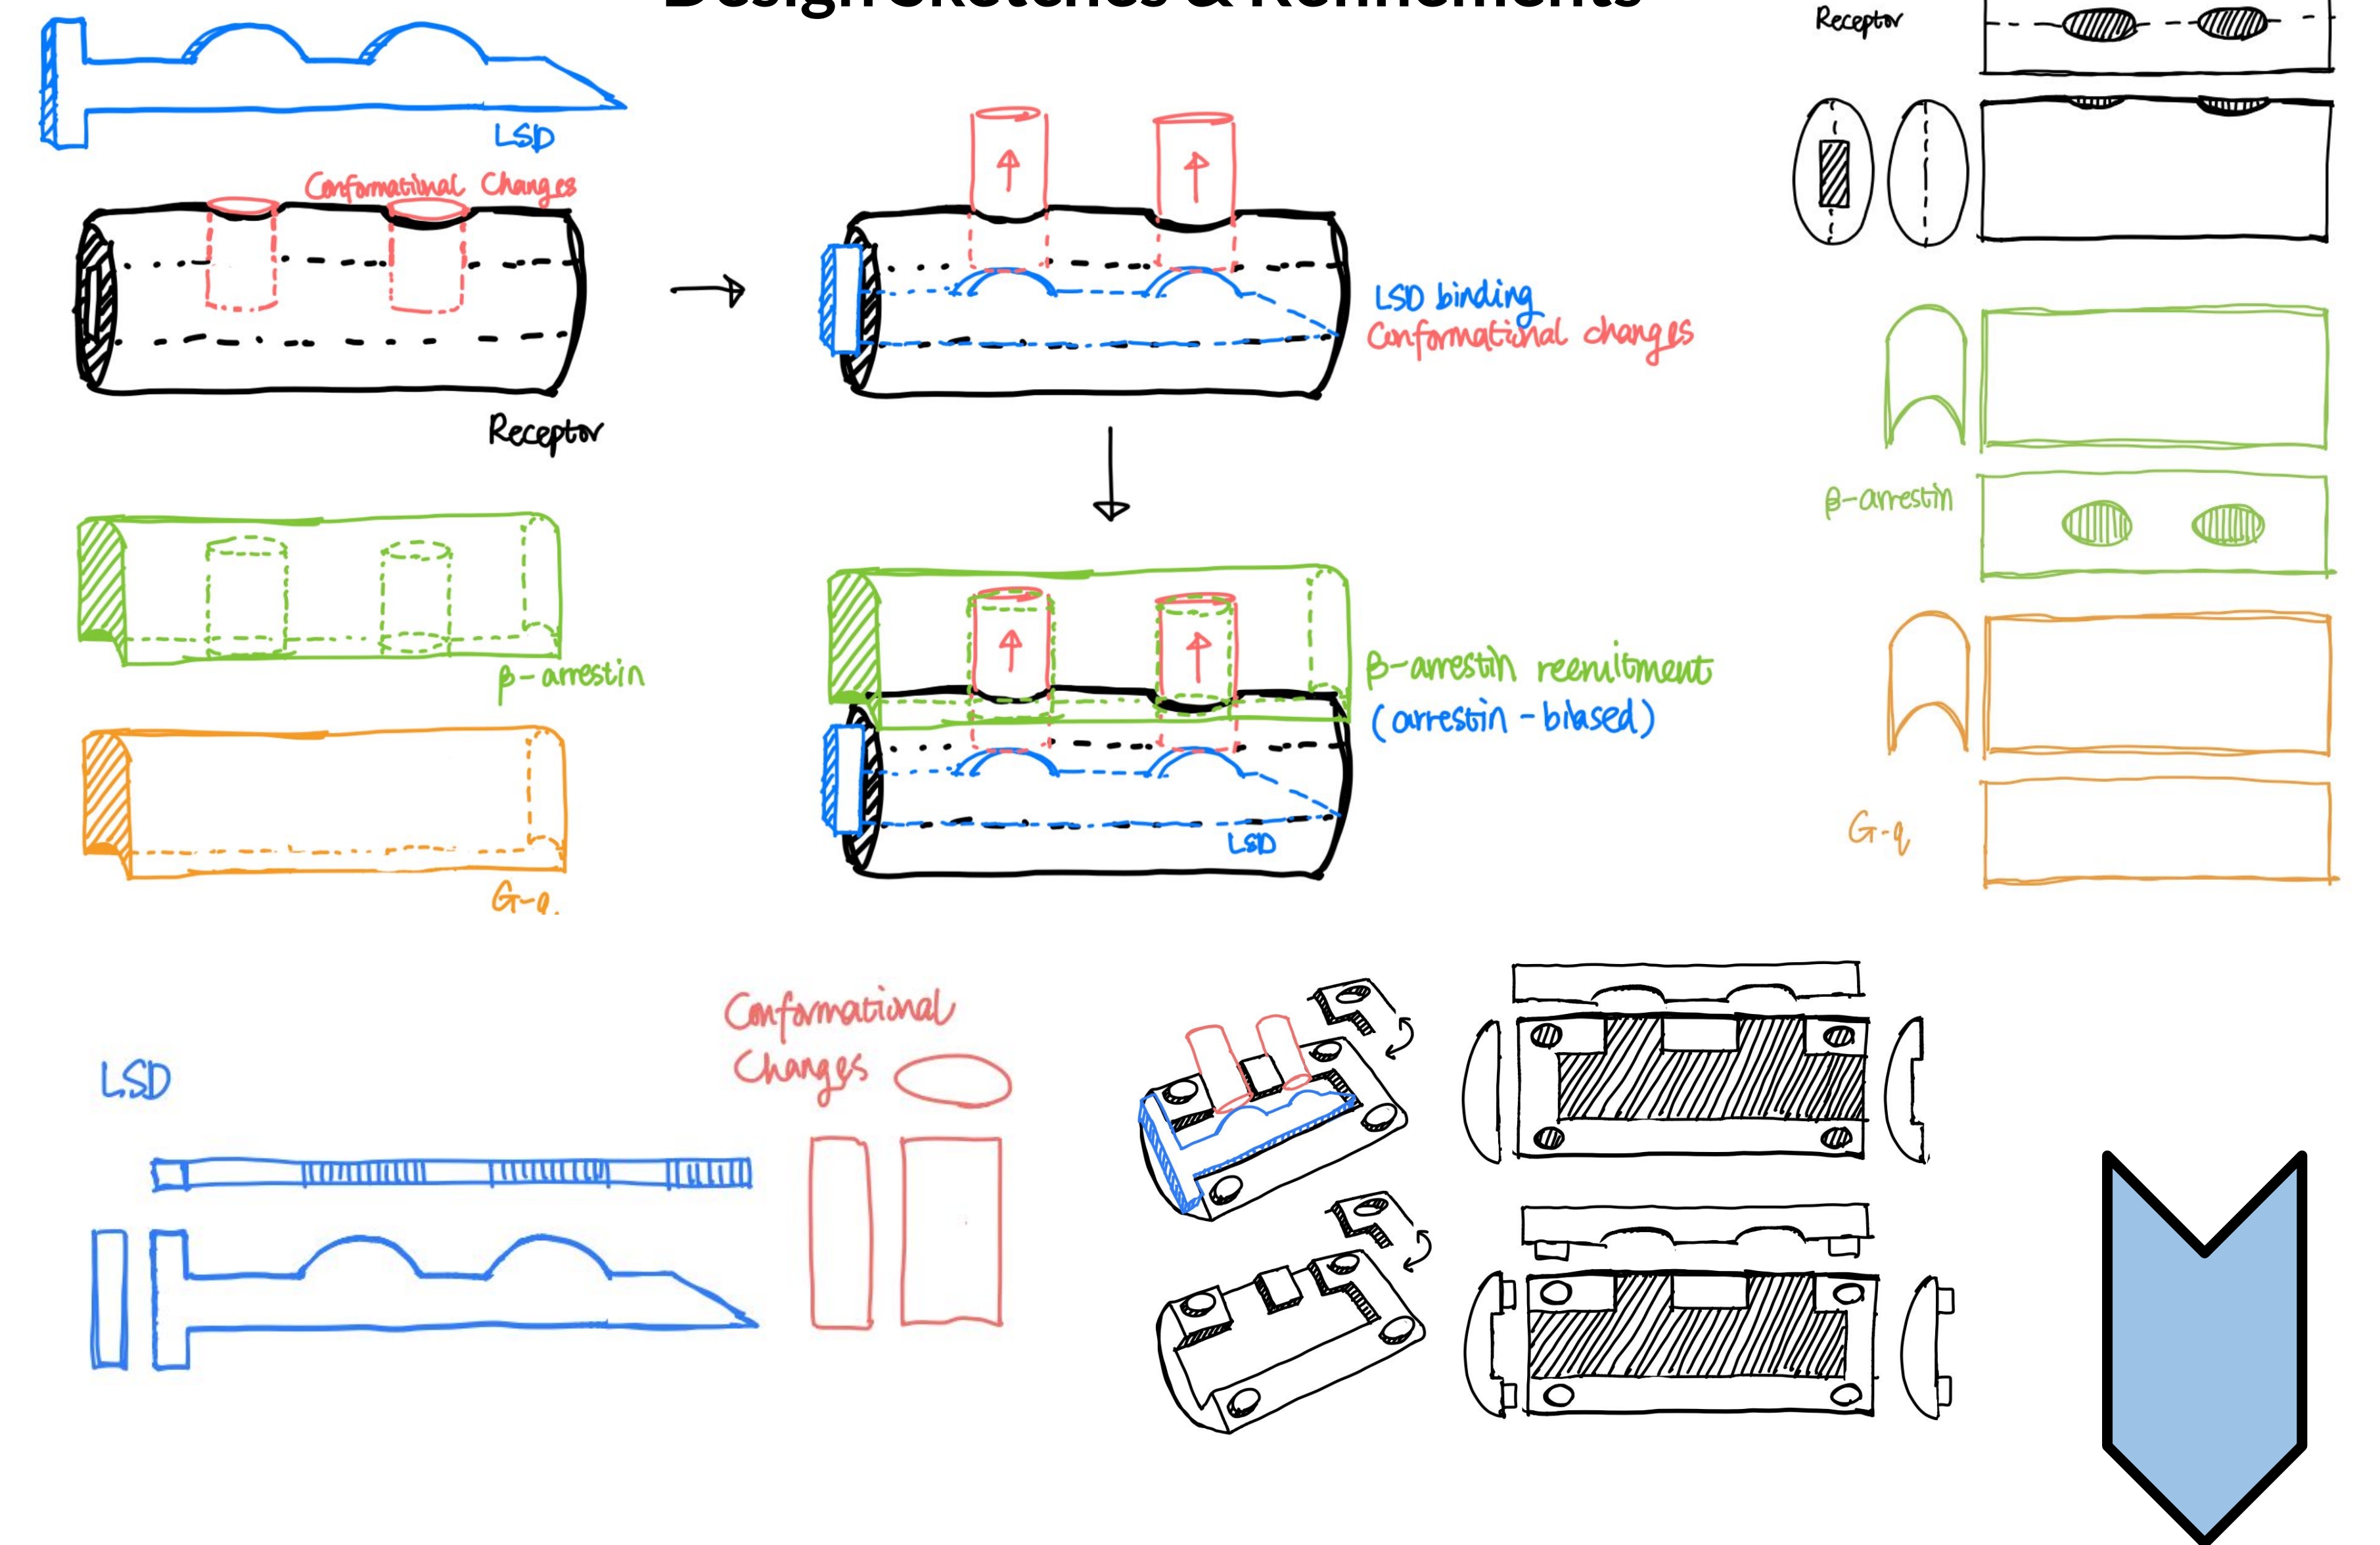 Design Sketches & Refinements
LSD
Conformatinal Changes
Receptor
LSD binding
Conformational changes
β-arrestin
G-q.
β-arrestin recruitment
(arrestin-biased)
LSD
Receptor
β-arrestin
G-q
LSD
Conformational
Changes